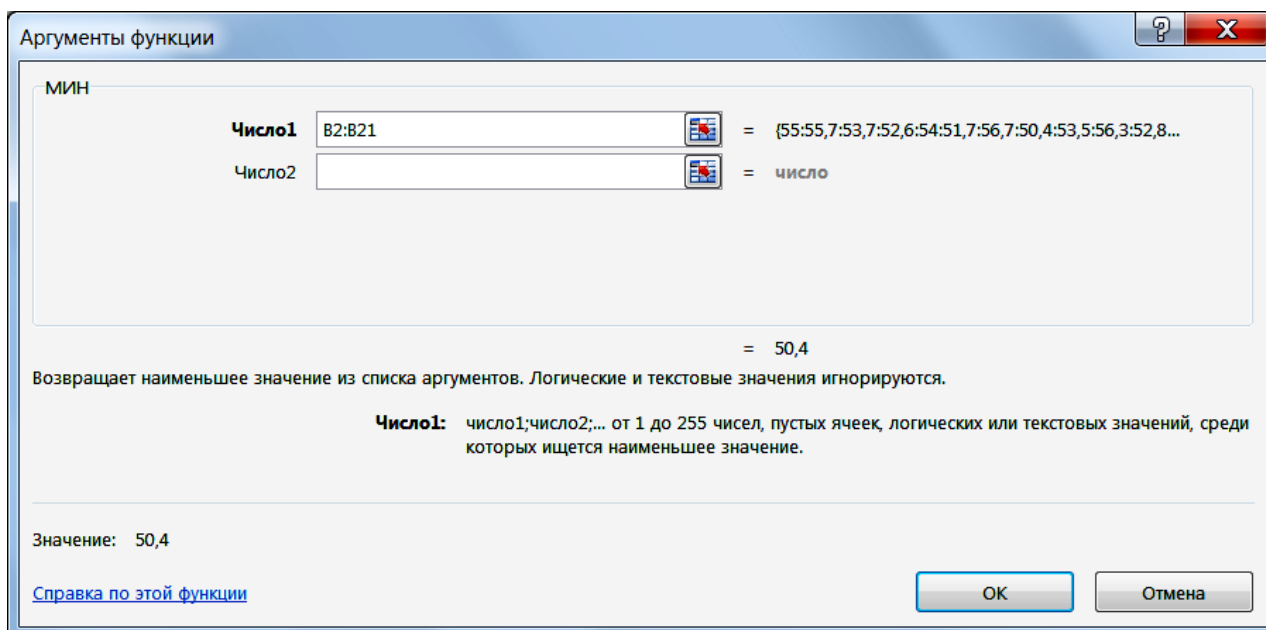 Аргументы функции
МИН
Число1 B2:B21 = {55:55,7:53,7:52,6:54:51,7:56,7:50,4:53,5:56,3:52,8...
Число2 = число
= 50,4
Возвращает наименьшее значение из списка аргументов. Логические и текстовые значения игнорируются.
Число1: число1;число2;... от 1 до 255 чисел, пустых ячеек, логических или текстовых значений, среди
которых ищется наименьшее значение.
Значение: 50,4
Справка по этой функции
ОК Отмена